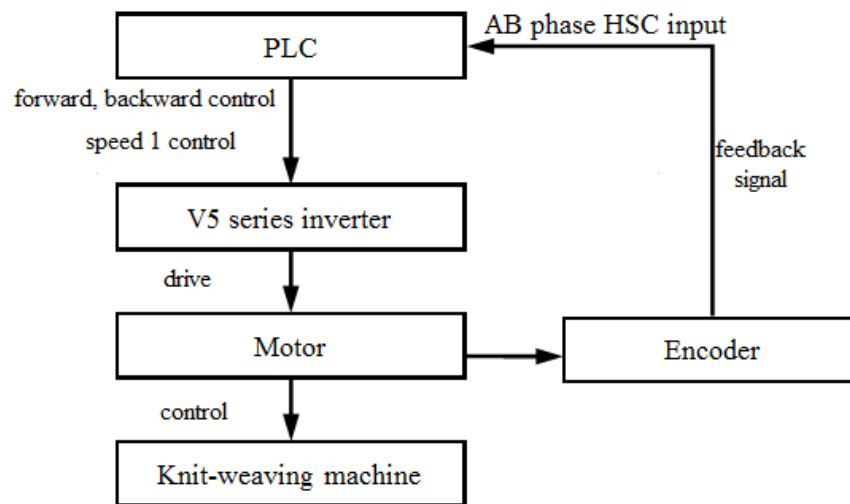 AB phase HSC input
PLC
forward, backward control
speed 1 control
feedback
signal
V5 series inverter
drive
Motor
Encoder
control
Knit-weaving machine